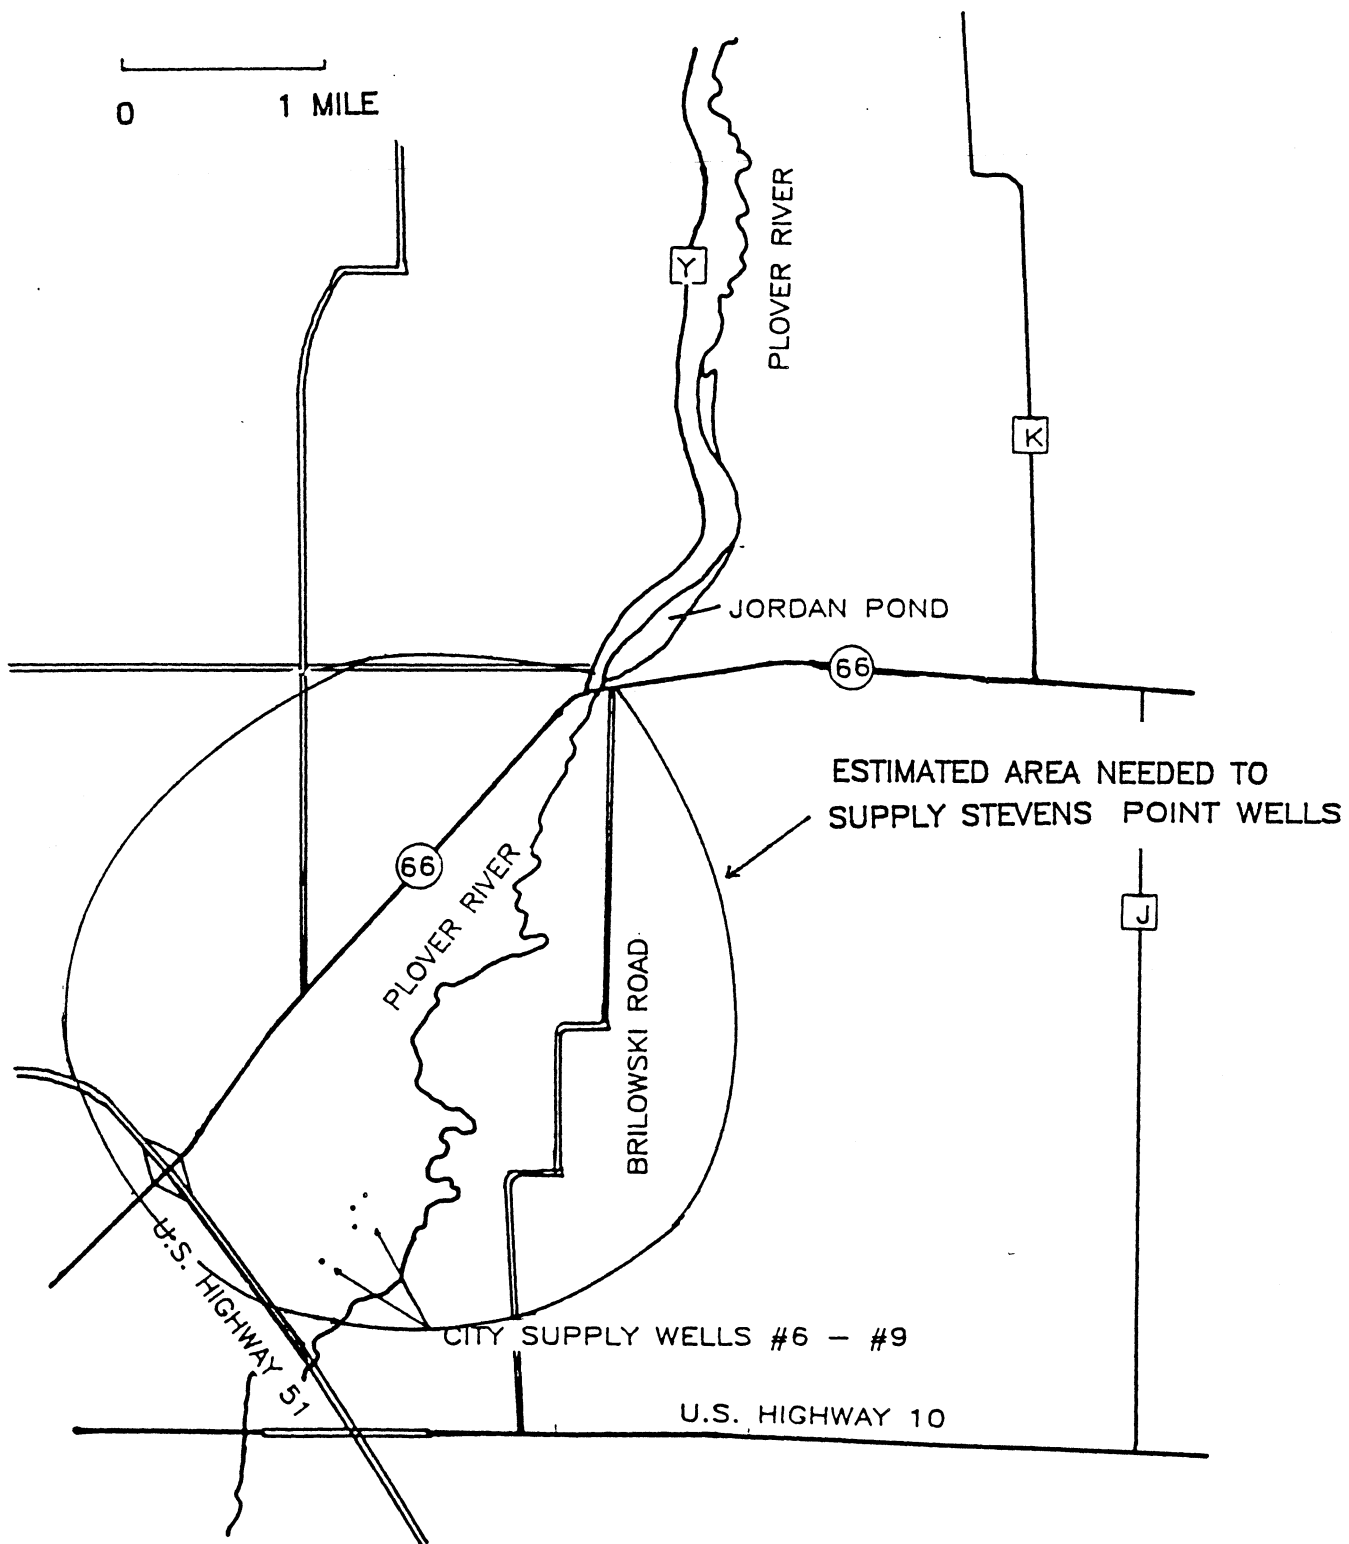 0 1 MILE
PLOVER RIVER
Y
K
JORDAN POND
66
ESTIMATED AREA NEEDED TO
SUPPLY STEVENS POINT WELLS
66
PLOVER RIVER
J
BRILOWSKI ROAD
U.S. HIGHWAY 51
CITY SUPPLY WELLS #6 - #9
U.S. HIGHWAY 10